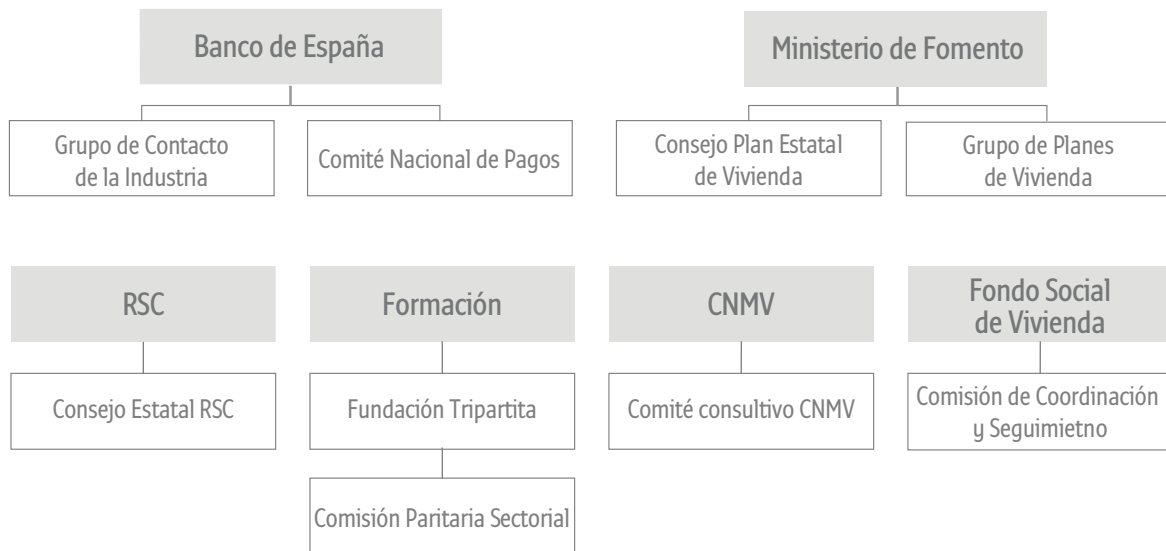 Banco de España
Ministerio de Fomento
Grupo de Contacto
de la Industria
Comité Nacional de Pagos
Consejo Plan Estatal
de Vivienda
Grupo de Planes
de Vivienda
RSC
Formación
CNMV
Fondo Social
de Vivienda
Consejo Estatal RSC
Fundación Tripartita
Comité consultivo CNMV
Comisión de Coordinación
y Seguimietno
Comisión Paritaria Sectorial